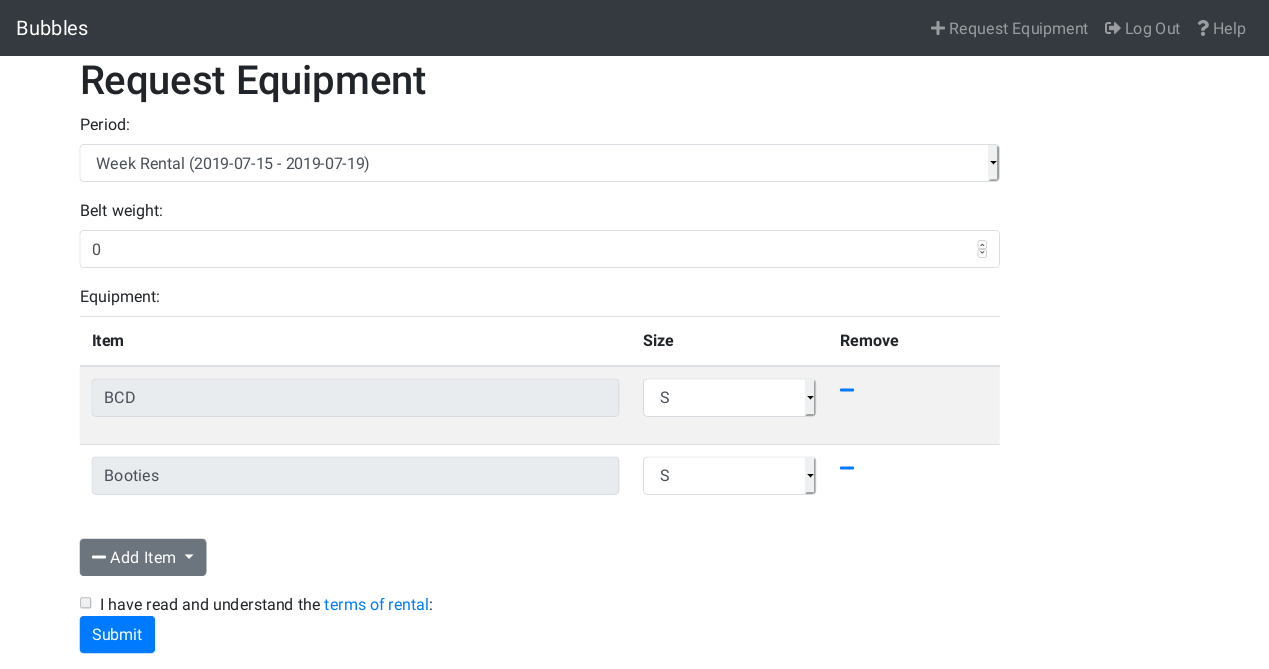 Bubbles
Request Equipment
Log Out
Help
Request Equipment
Period:
Week Rental (2019-07-15 - 2019-07-19)
Belt weight:
0
Equipment:
Item Size Remove
BCD S
Booties S
Add Item
I have read and understand the terms of rental:
Submit